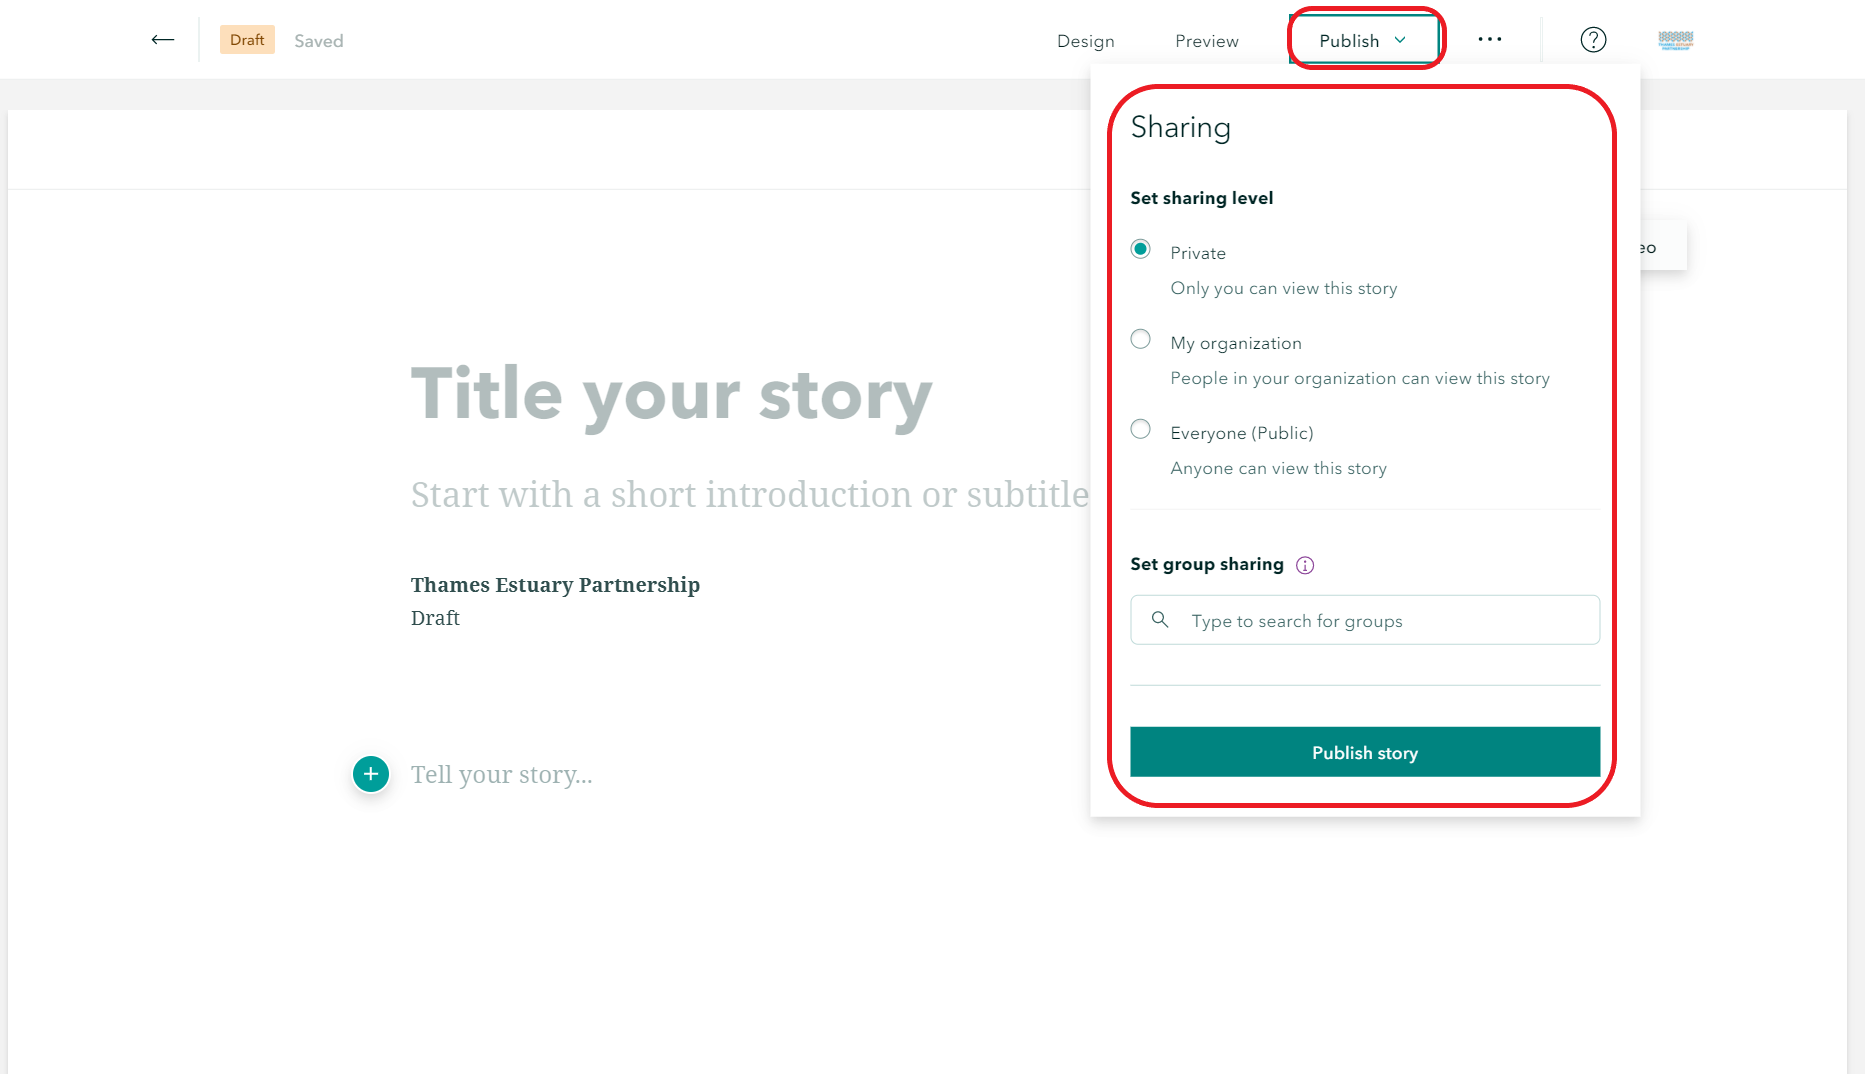 Draft Saved Design Preview Publish
THAMES ESTUARY
PARTNERSHIP
Sharing
Set sharing level
Private
Only you can view this story
My organization
People in your organization can view this story
Everyone (Public)
Anyone can view this story
Set group sharing
Type to search for groups
Publish story
eo
Title your story
Start with a short introduction or subtitle
Thames Estuary Partnership
Draft
Tell your story...